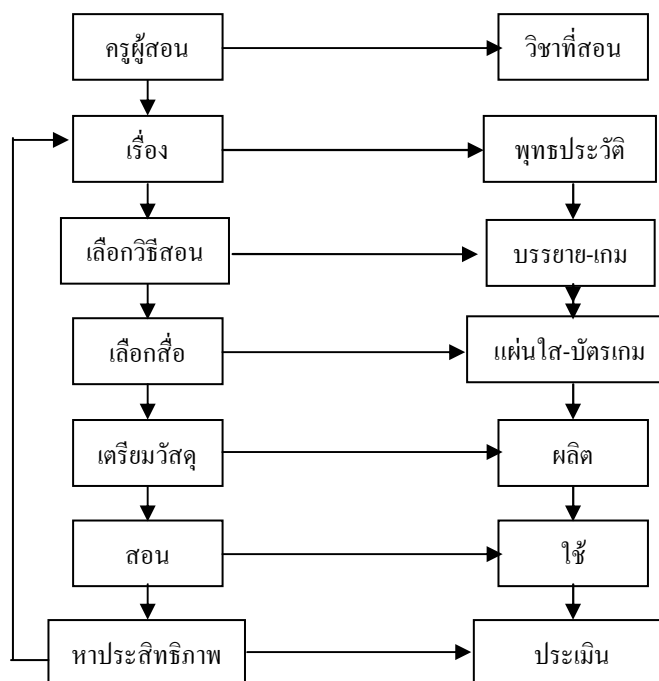 ครูผู้สอน
วิชาที่สอน
เรื่อง
พุทธประวัติ
เลือกวิธีสอน
บรรยาย-เกม
เลือกสื่อ
แผ่นใส-บัตรเกม
เตรียมวัสดุ
ผลิต
สอน
ใช้
หาประสิทธิภาพ
ประเมิน